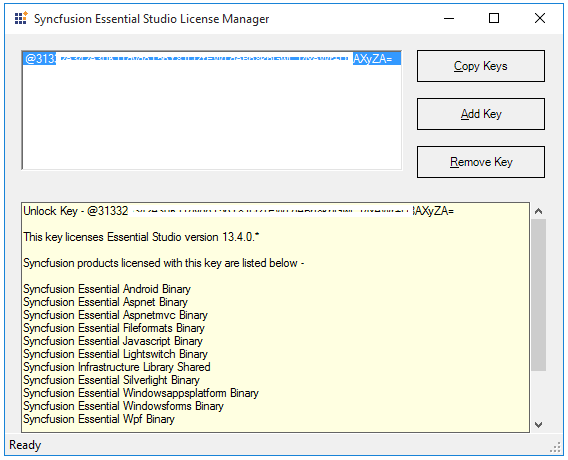 Syncfusion Essential Studio License Manager
@313 AXyZA=
Copy Keys
Add Key
Remove Key
Unlock Key - @31332 AXyZA=
This key licenses Essential Studio version 13.4.0.*
Syncfusion products licensed with this key are listed below -
Syncfusion Essential Android Binary
Syncfusion Essential Aspnet Binary
Syncfusion Essential Aspnetmvc Binary
Syncfusion Essential Fileformats Binary
Syncfusion Essential Javascript Binary
Syncfusion Essential Lightswitch Binary
Syncfusion Infrastructure Library Shared
Syncfusion Essential Silverlight Binary
Syncfusion Essential Windowsappsplatform Binary
Syncfusion Essential Windowsforms Binary
Syncfusion Essential Wpf Binary
Ready